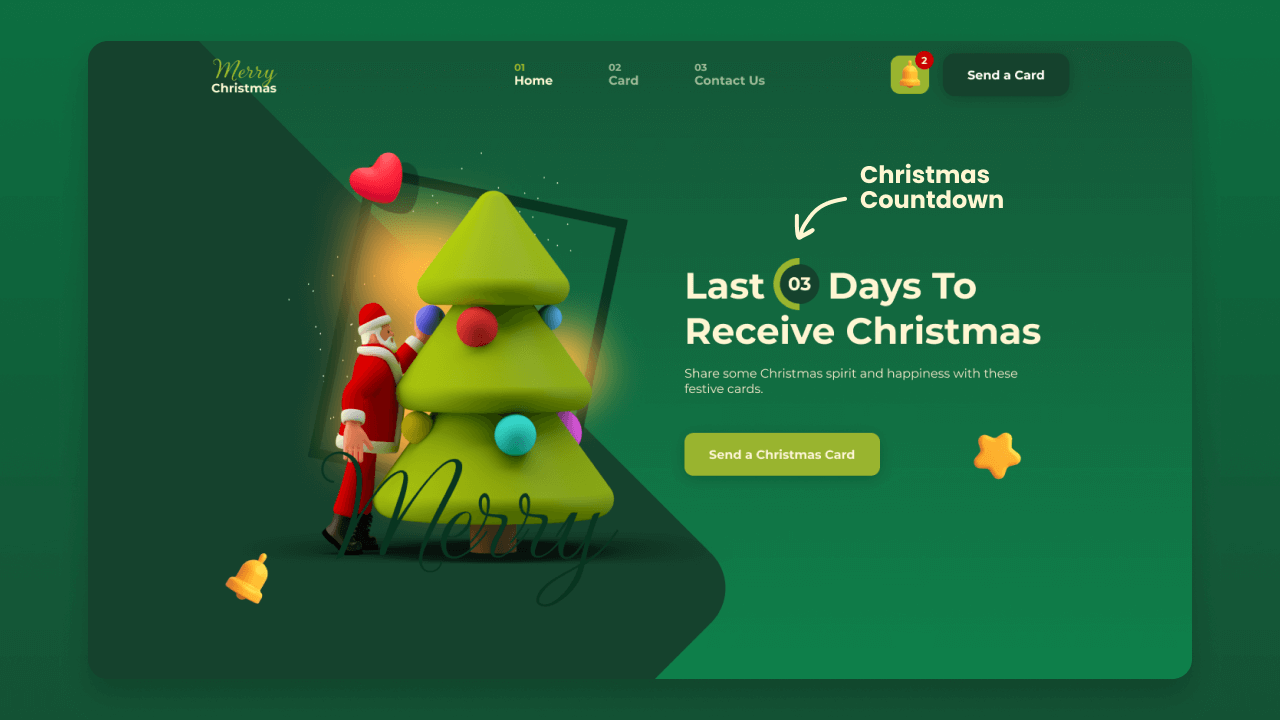 Merry
Christmas
01
Home
02
Card
03
Contact Us
2
Send a Card
Christmas
Countdown
Last 03 Days To
Receive Christmas
Share some Christmas spirit and happiness with these
festive cards.
Send a Christmas Card
Merry